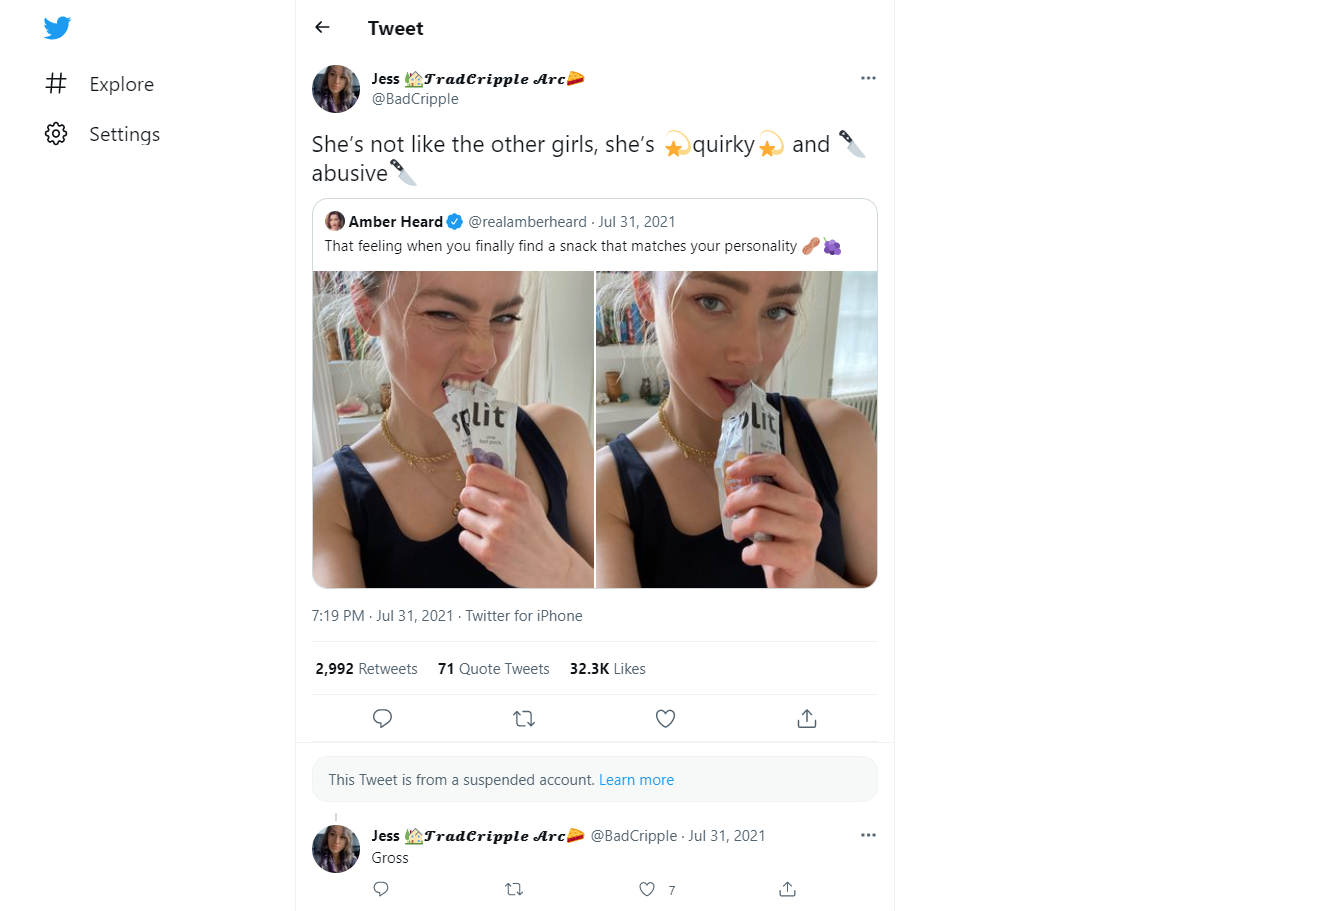 Tweet
Explore
Settings
Jess 🏡𝓣𝓻𝓪𝓭𝓒𝓻𝓲𝓹𝓹𝓵𝓮 𝓐𝓻𝓬🥧
@BadCripple
She’s not like the other girls, she’s 💫quirky💫 and 🔪
abusive🔪
Amber Heard @realamberheard · Jul 31, 2021
That feeling when you finally find a snack that matches your personality 🥜🍇
split
split
7:19 PM · Jul 31, 2021 · Twitter for iPhone
2,992 Retweets 71 Quote Tweets 32.3K Likes
This Tweet is from a suspended account. Learn more
Jess 🏡𝓣𝓻𝓪𝓭𝓒𝓻𝓲𝓹𝓹𝓵𝓮 𝓐𝓻𝓬🥧 @BadCripple · Jul 31, 2021
Gross
7